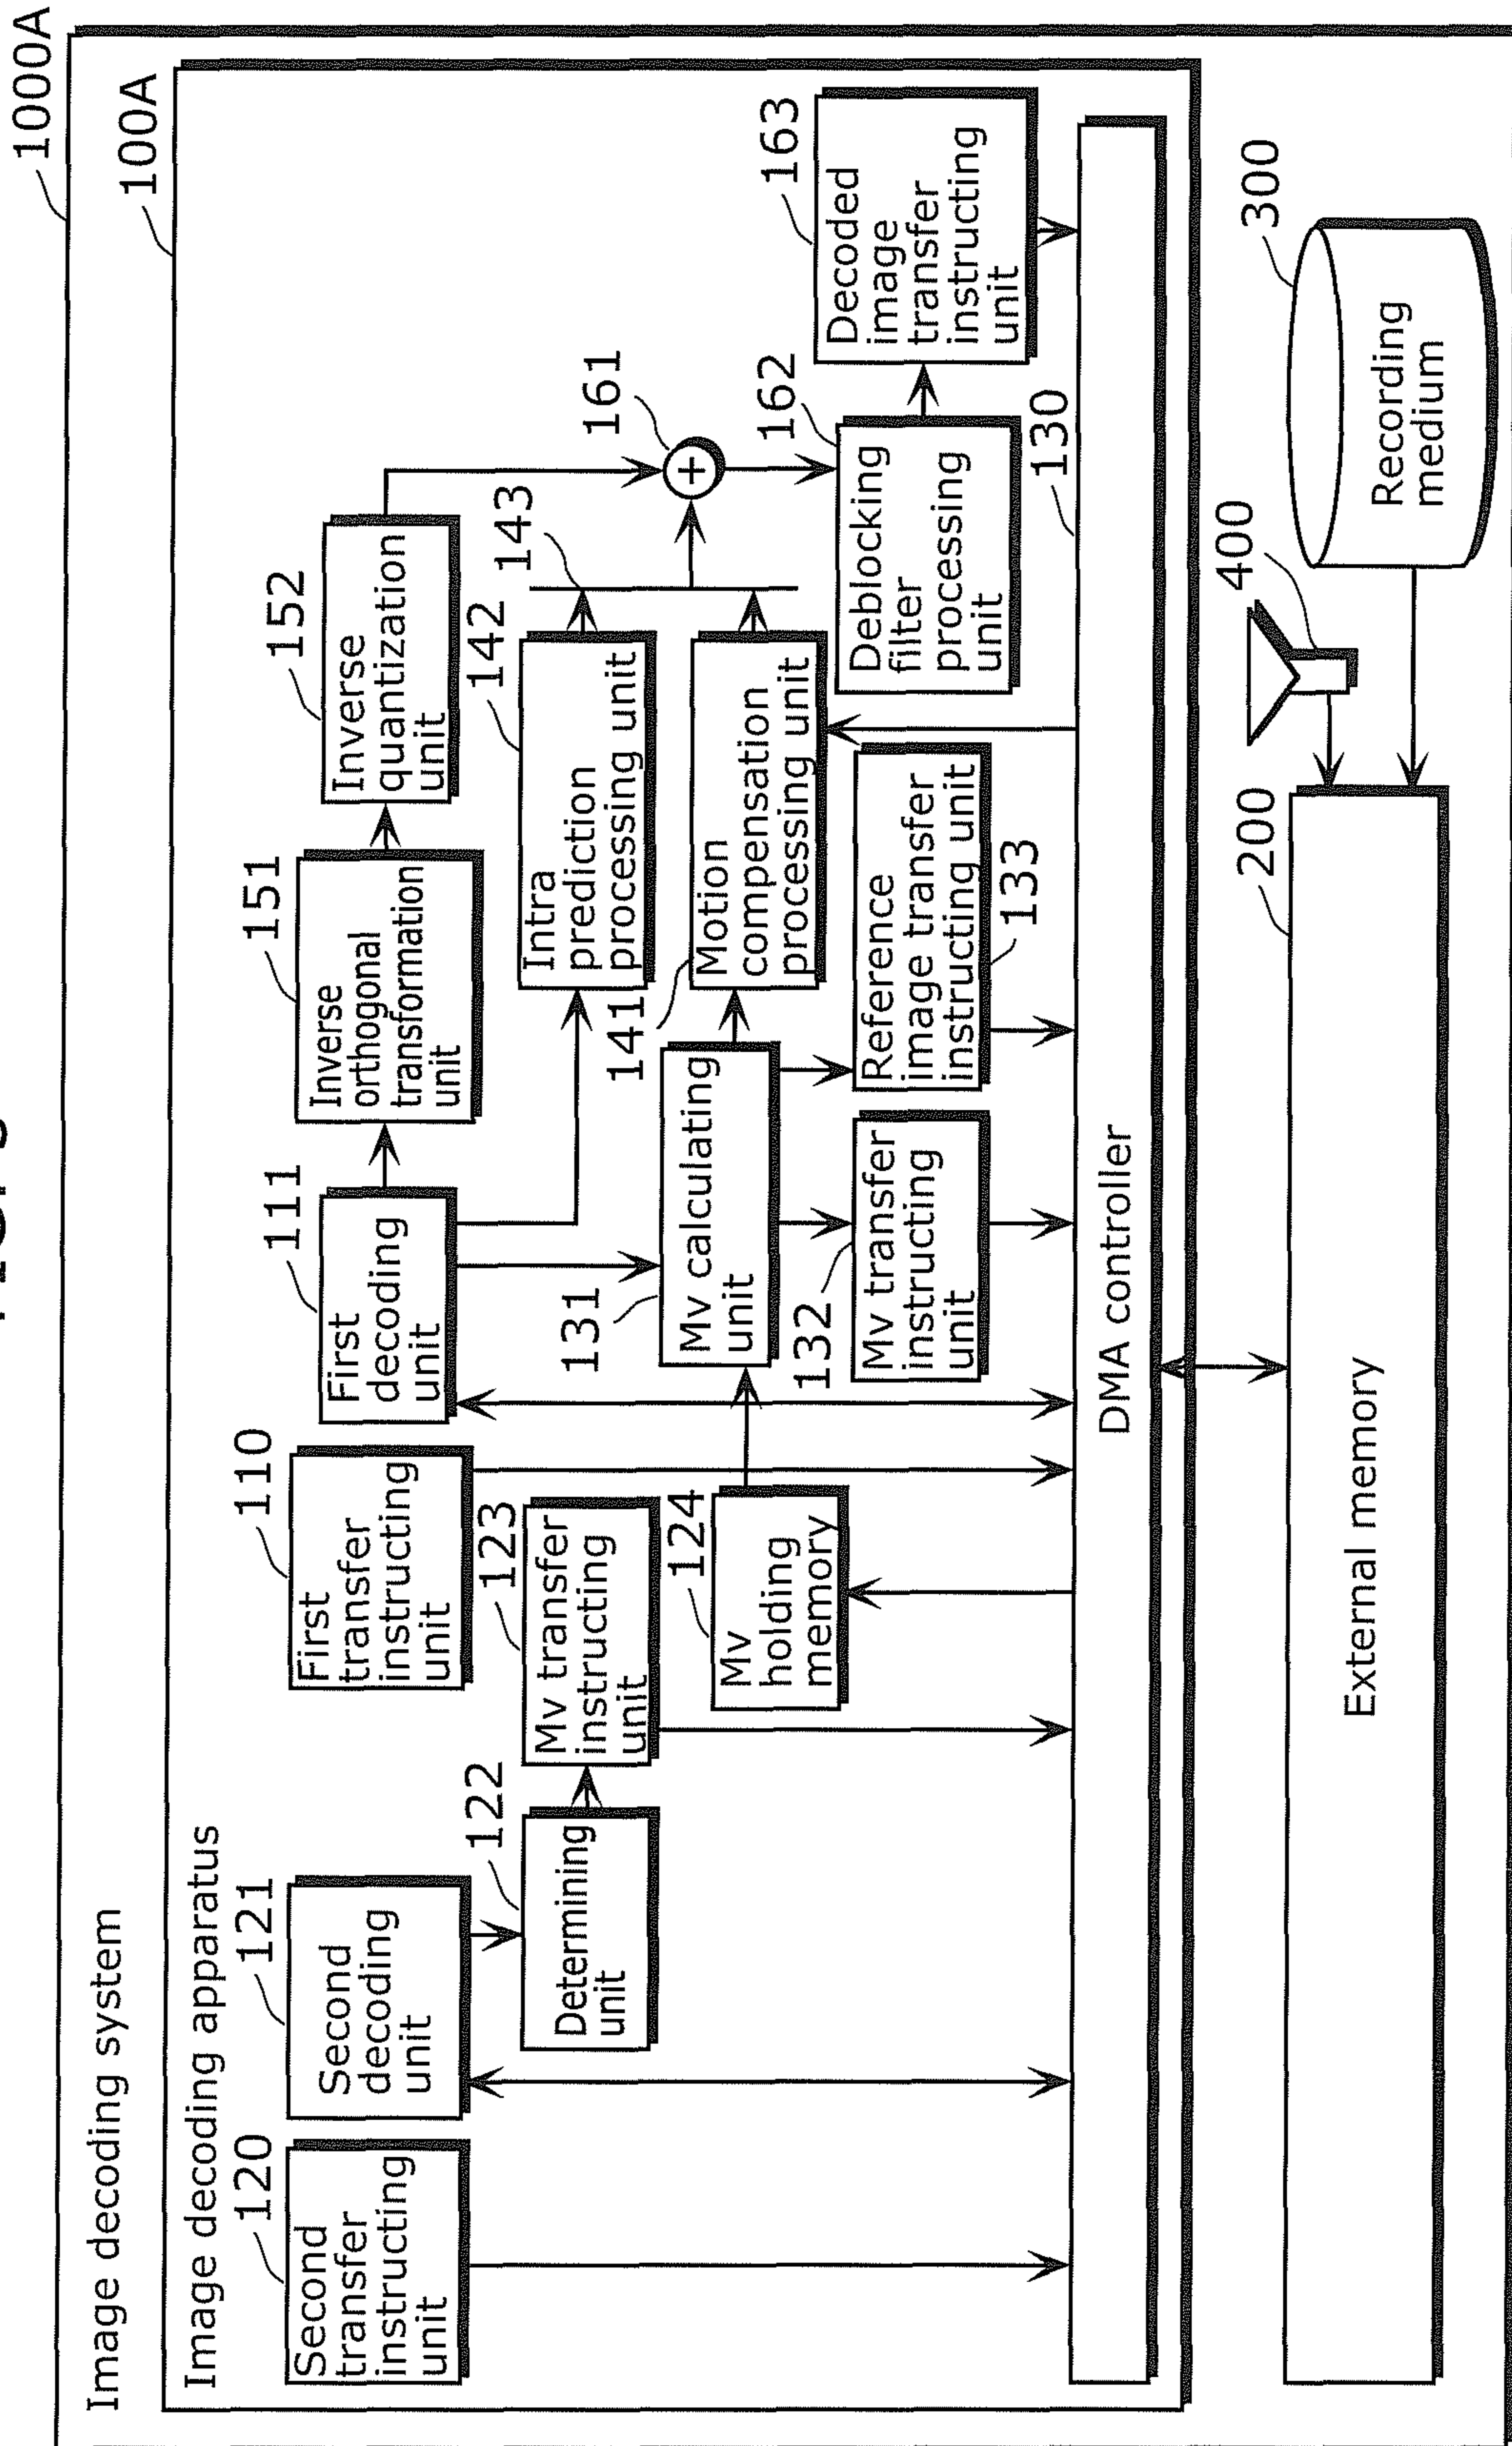 1000A
Image decoding system
100A
Image decoding apparatus
120
Second
transfer
instructing
unit
121
Second
decoding
unit
122
Determining
unit
110
First
transfer
instructing
unit
123
Mv transfer
instructing
unit
124
Mv
holding
memory
111
First
decoding
unit
131
Mv calculating
unit
132
Mv transfer
instructing
unit
151
Inverse
orthogonal
transformation
unit
152
Inverse
quantization
unit
142
Intra
prediction
processing unit
143
141
Motion
compensation
processing unit
Reference
image transfer
instructing unit
133
161
+
162
Deblocking
filter
processing
unit
163
Decoded
image
transfer
instructing
unit
130
DMA controller
200
External memory
400
300
Recording
medium